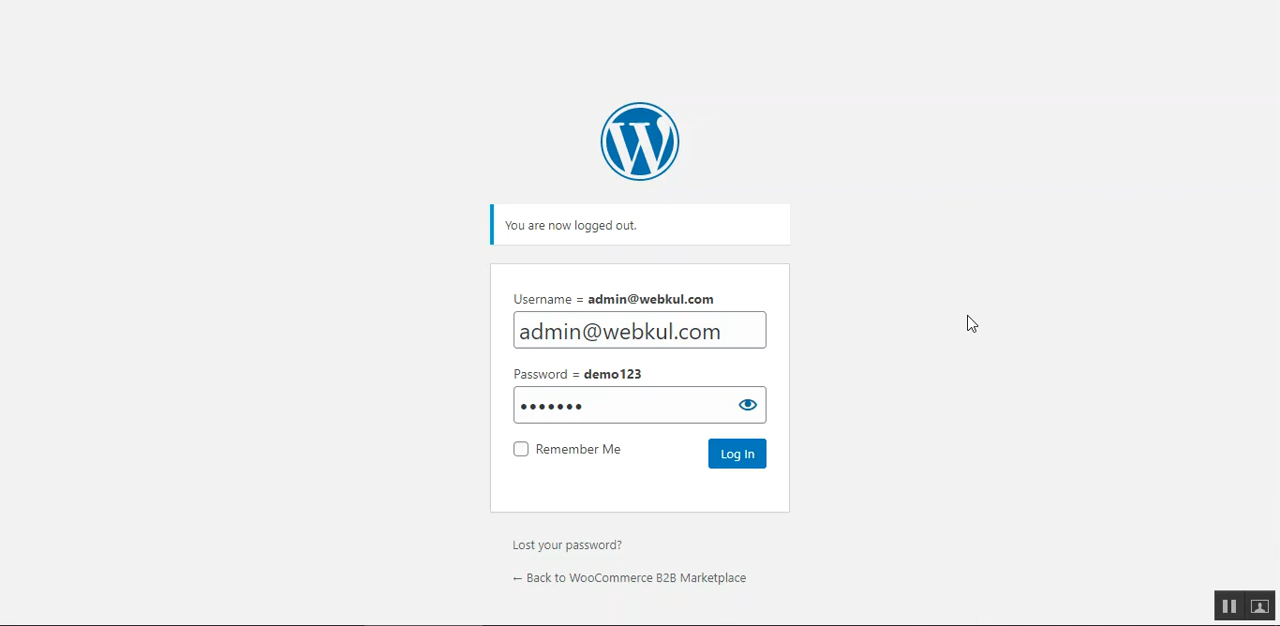 You are now logged out.
Username = admin@webkul.com
admin@webkul.com
Password = demo123
•••••••
Remember Me
Log In
Lost your password?
← Back to WooCommerce B2B Marketplace